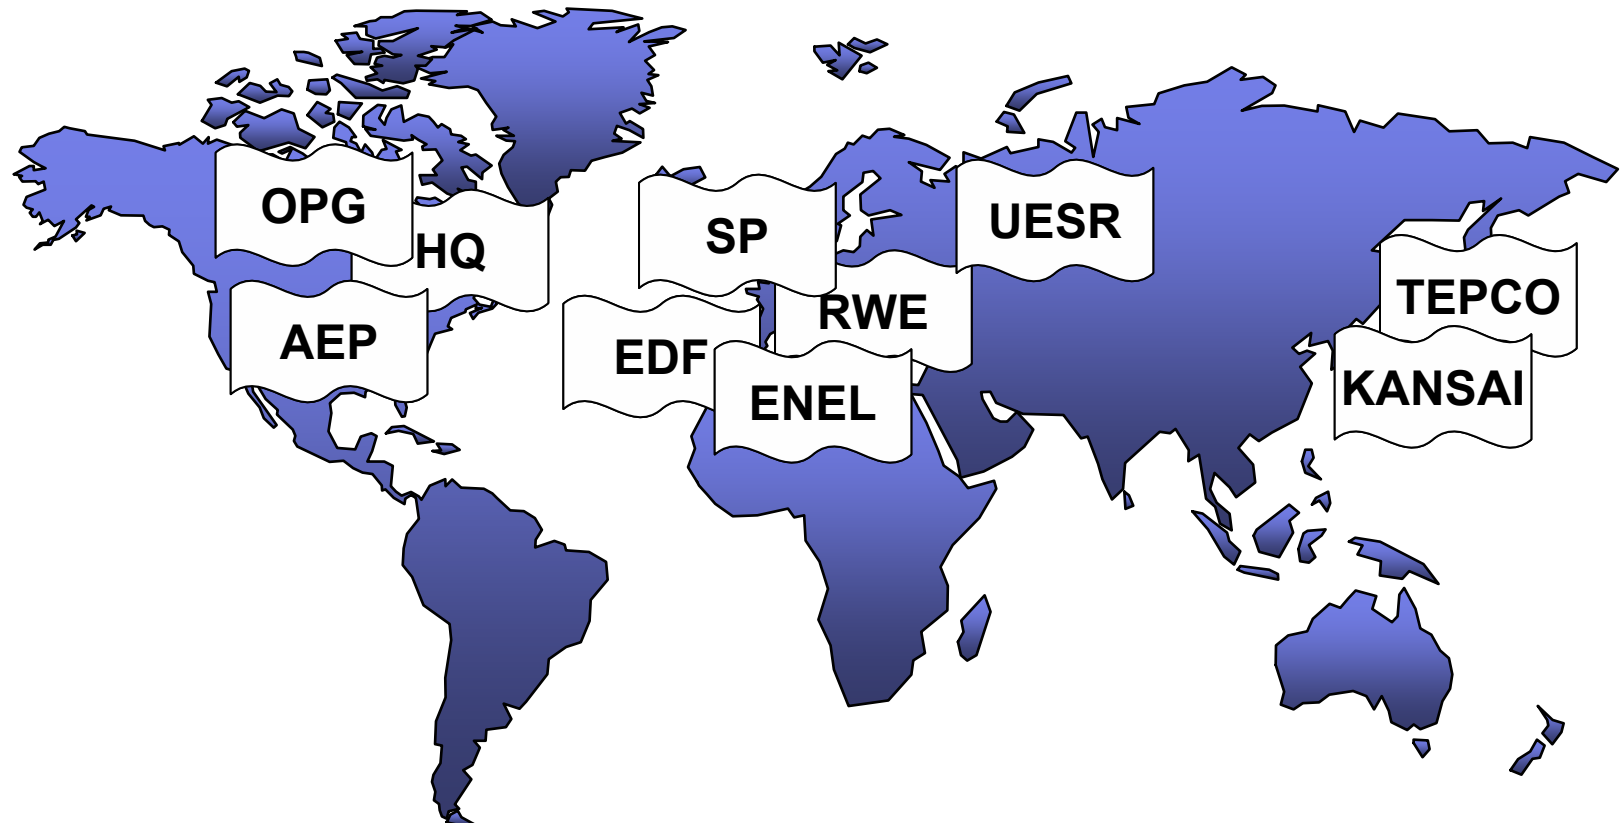 OPG
HQ
AEP
SP
UESR
RWE
EDF
ENEL
TEPCO
KANSAI